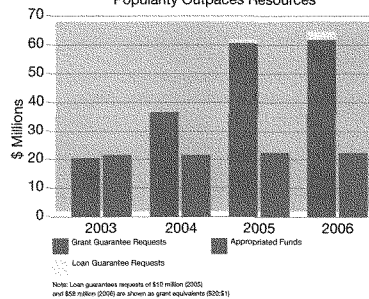 Popularity Outpaces Resources
70
60
50
40
30
20
10
0
$ Millions
2003 2004 2005 2006
Grant Guarantee Requests Appropriated Funds
Loan Guarantee Requests
Note: Loan guarantees requests of $10 million (2005)
and $58 million (2006) are shown as grant equivalents ($20:$1)